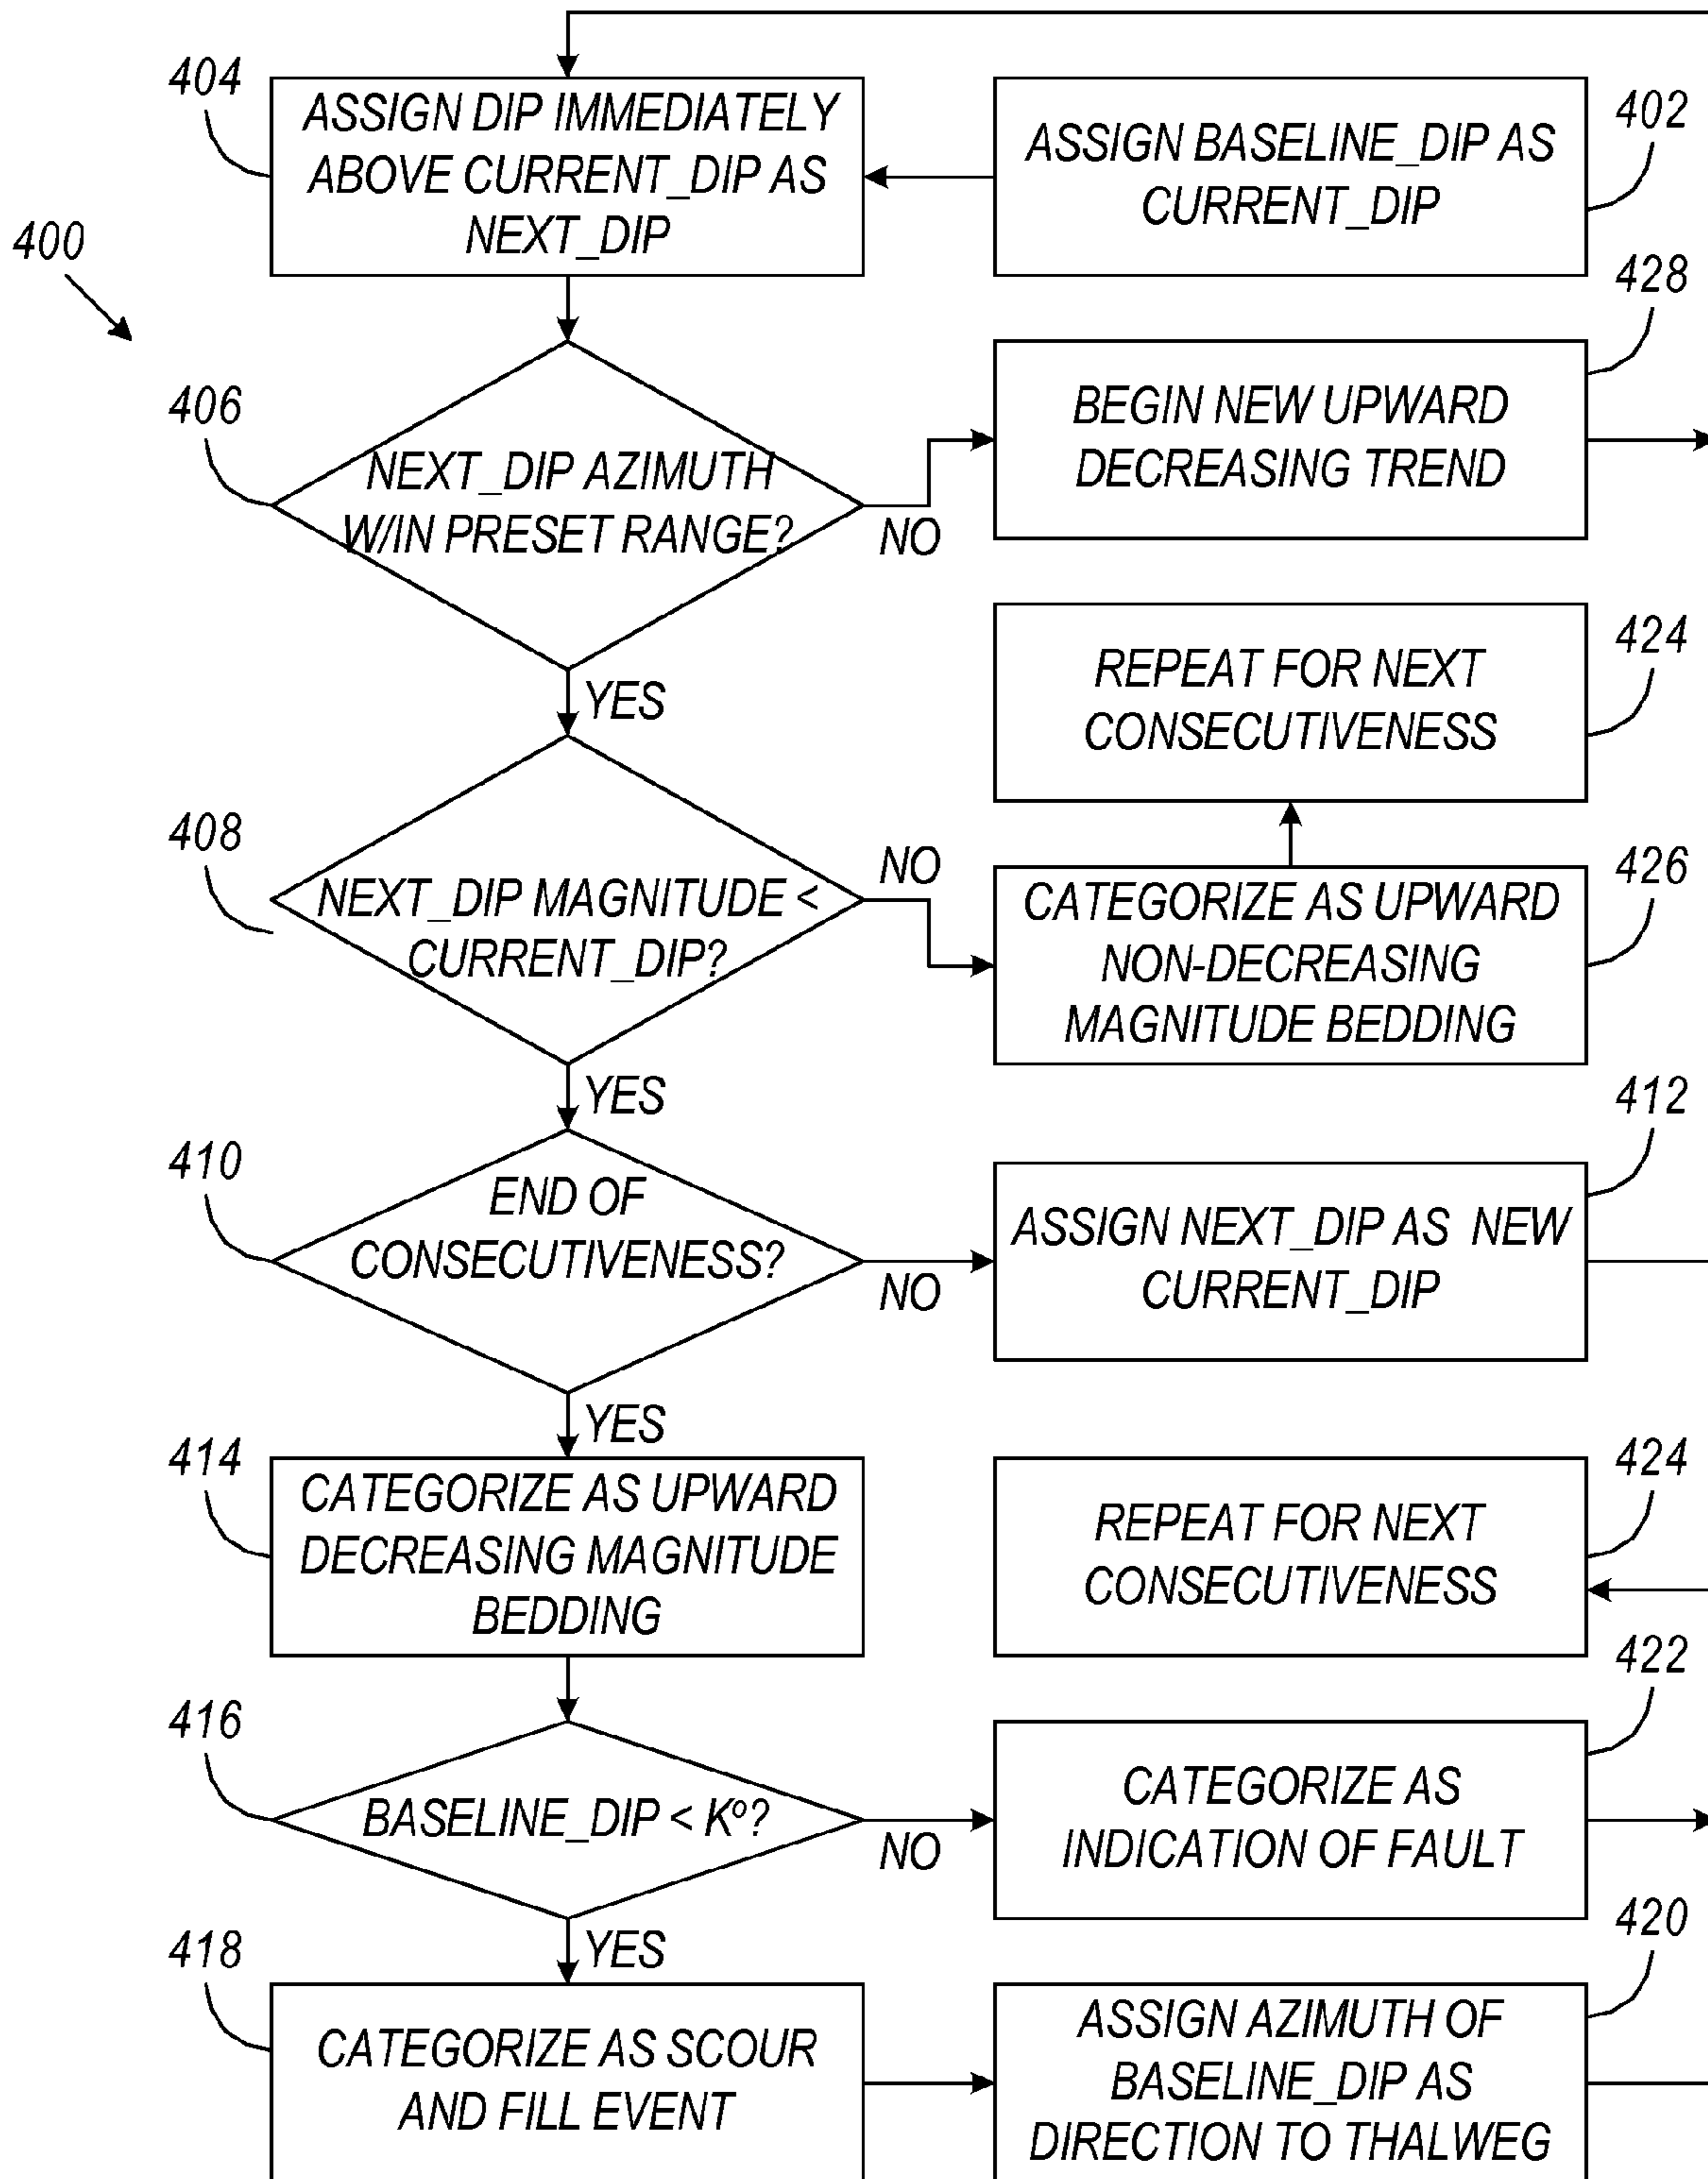 404
ASSIGN DIP IMMEDIATELY
ABOVE CURRENT_DIP AS
NEXT_DIP
ASSIGN BASELINE_DIP AS
CURRENT_DIP
402
400
406
NEXT_DIP AZIMUTH
W/IN PRESET RANGE?
NO
BEGIN NEW UPWARD
DECREASING TREND
428
YES
REPEAT FOR NEXT
CONSECUTIVENESS
424
408
NEXT_DIP MAGNITUDE <
CURRENT_DIP?
NO
CATEGORIZE AS UPWARD
NON-DECREASING
MAGNITUDE BEDDING
426
YES
410
END OF
CONSECUTIVENESS?
NO
ASSIGN NEXT_DIP AS NEW
CURRENT_DIP
412
YES
414
CATEGORIZE AS UPWARD
DECREASING MAGNITUDE
BEDDING
REPEAT FOR NEXT
CONSECUTIVENESS
424
416
BASELINE_DIP < Kº?
NO
CATEGORIZE AS
INDICATION OF FAULT
422
YES
418
CATEGORIZE AS SCOUR
AND FILL EVENT
ASSIGN AZIMUTH OF
BASELINE_DIP AS
DIRECTION TO THALWEG
420